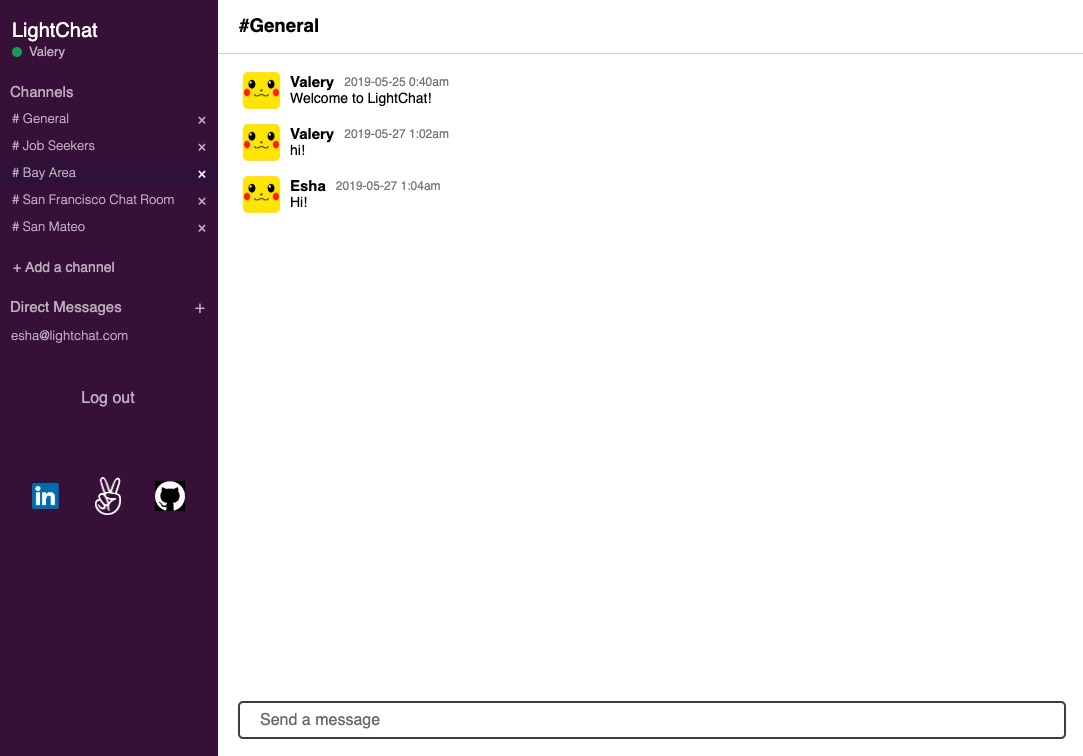 LightChat
Valery
Channels
# General ×
# Job Seekers ×
# Bay Area ×
# San Francisco Chat Room ×
# San Mateo ×
+ Add a channel
Direct Messages +
esha@lightchat.com
Log out
in
#General
Valery 2019-05-25 0:40am
Welcome to LightChat!
Valery 2019-05-27 1:02am
hi!
Esha 2019-05-27 1:04am
Hi!
Send a message